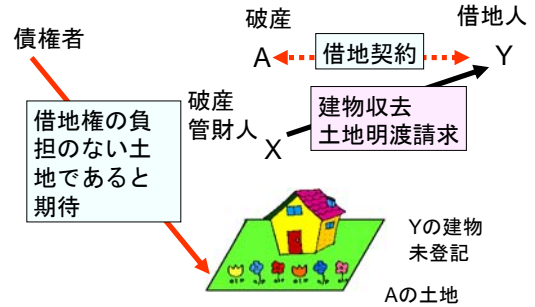 債権者
破産
A
借地契約
借地人
Y
借地権の負
担のない土
地であると
期待
破産
管財人
X
建物収去
土地明渡請求
Yの建物
未登記
Aの土地